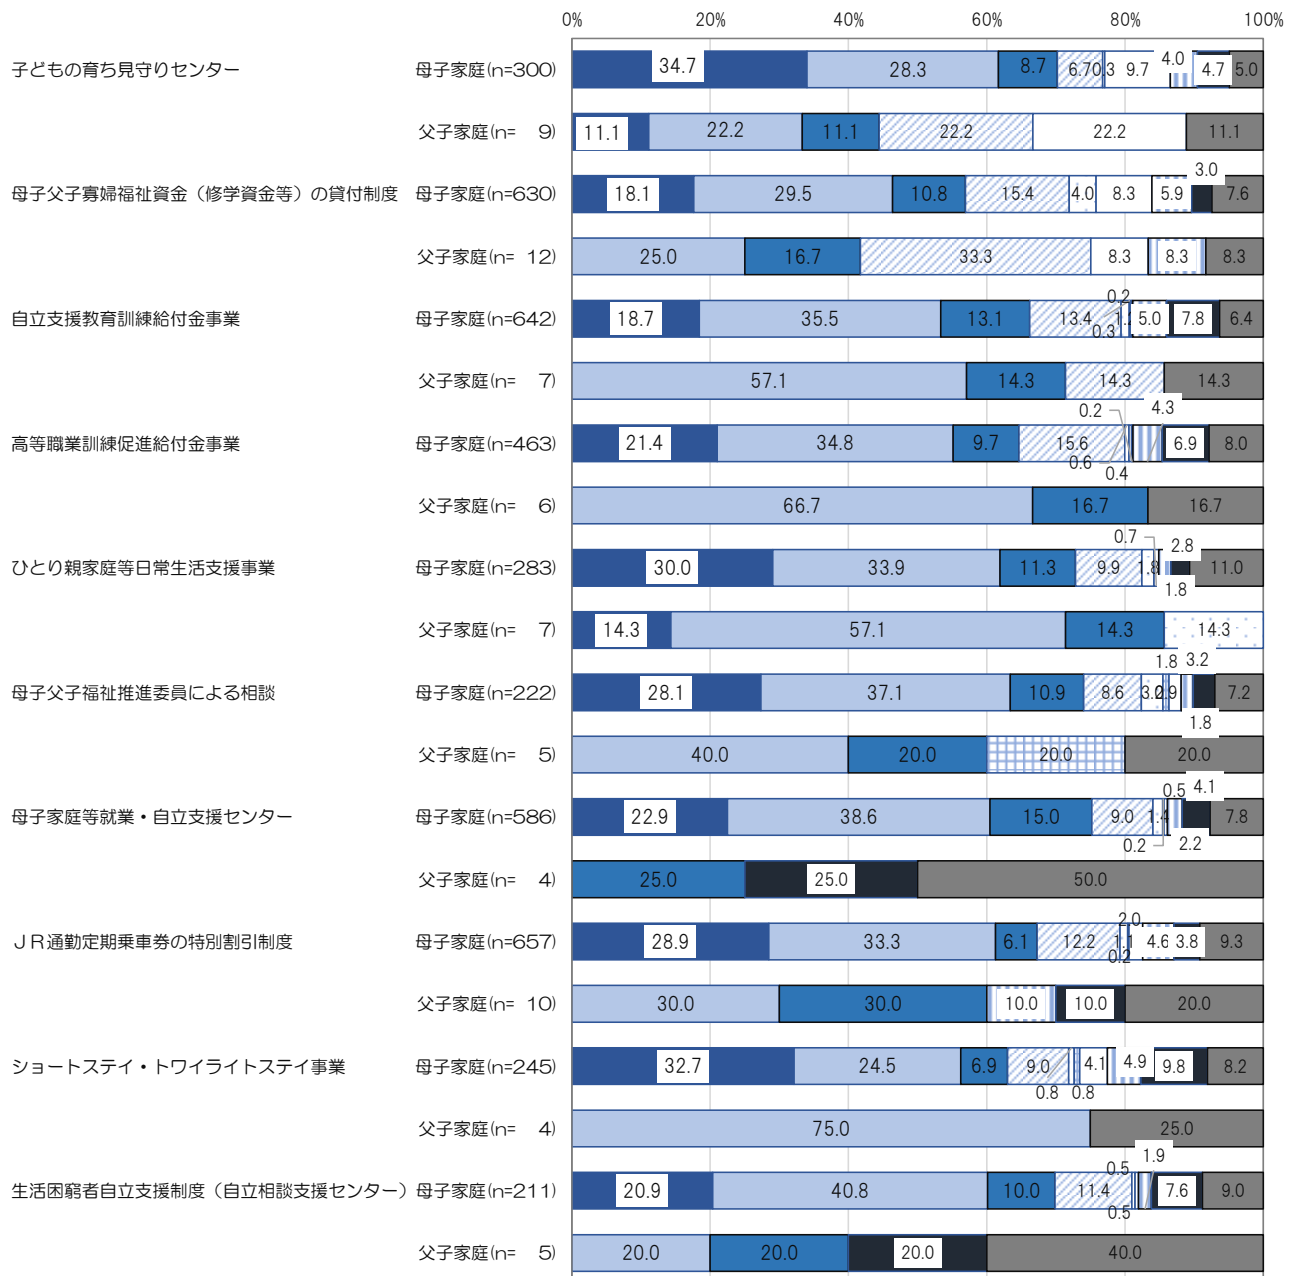 0% 20% 40% 60% 80% 100%
子どもの育ち見守りセンター 母子家庭(n=300) 34.7 28.3 8.7 6.7 0.3 9.7 4.0 4.7 5.0
父子家庭(n= 9) 11.1 22.2 11.1 22.2 22.2 11.1
母子父子寡婦福祉資金（修学資金等）の貸付制度 母子家庭(n=630) 18.1 29.5 10.8 15.4 4.0 8.3 5.9 3.0 7.6
父子家庭(n= 12) 25.0 16.7 33.3 8.3 8.3 8.3
自立支援教育訓練給付金事業 母子家庭(n=642) 18.7 35.5 13.1 13.4 0.3 0.2 5.0 7.8 6.4
父子家庭(n= 7) 57.1 14.3 14.3 14.3
高等職業訓練促進給付金事業 母子家庭(n=463) 21.4 34.8 9.7 15.6 0.6 0.2 0.4 4.3 6.9 8.0
父子家庭(n= 6) 66.7 16.7 16.7
ひとり親家庭等日常生活支援事業 母子家庭(n=283) 30.0 33.9 11.3 9.9 1.8 0.7 1.8 2.8 11.0
父子家庭(n= 7) 14.3 57.1 14.3 14.3
母子父子福祉推進委員による相談 母子家庭(n=222) 28.1 37.1 10.9 8.6 1.8 1.8 3.2 7.2
父子家庭(n= 5) 40.0 20.0 20.0 20.0
母子家庭等就業・自立支援センター 母子家庭(n=586) 22.9 38.6 15.0 9.0 1.4 0.2 0.5 2.2 4.1 7.8
父子家庭(n= 4) 25.0 25.0 50.0
ＪＲ通勤定期乗車券の特別割引制度 母子家庭(n=657) 28.9 33.3 6.1 12.2 1.1 0.2 2.0 4.6 3.8 9.3
父子家庭(n= 10) 30.0 30.0 10.0 10.0 20.0
ショートステイ・トワイライトステイ事業 母子家庭(n=245) 32.7 24.5 6.9 9.0 0.8 0.8 4.1 4.9 9.8 8.2
父子家庭(n= 4) 75.0 25.0
生活困窮者自立支援制度（自立相談支援センター） 母子家庭(n=211) 20.9 40.8 10.0 11.4 0.5 0.5 1.9 7.6 9.0
父子家庭(n= 5) 20.0 20.0 20.0 40.0